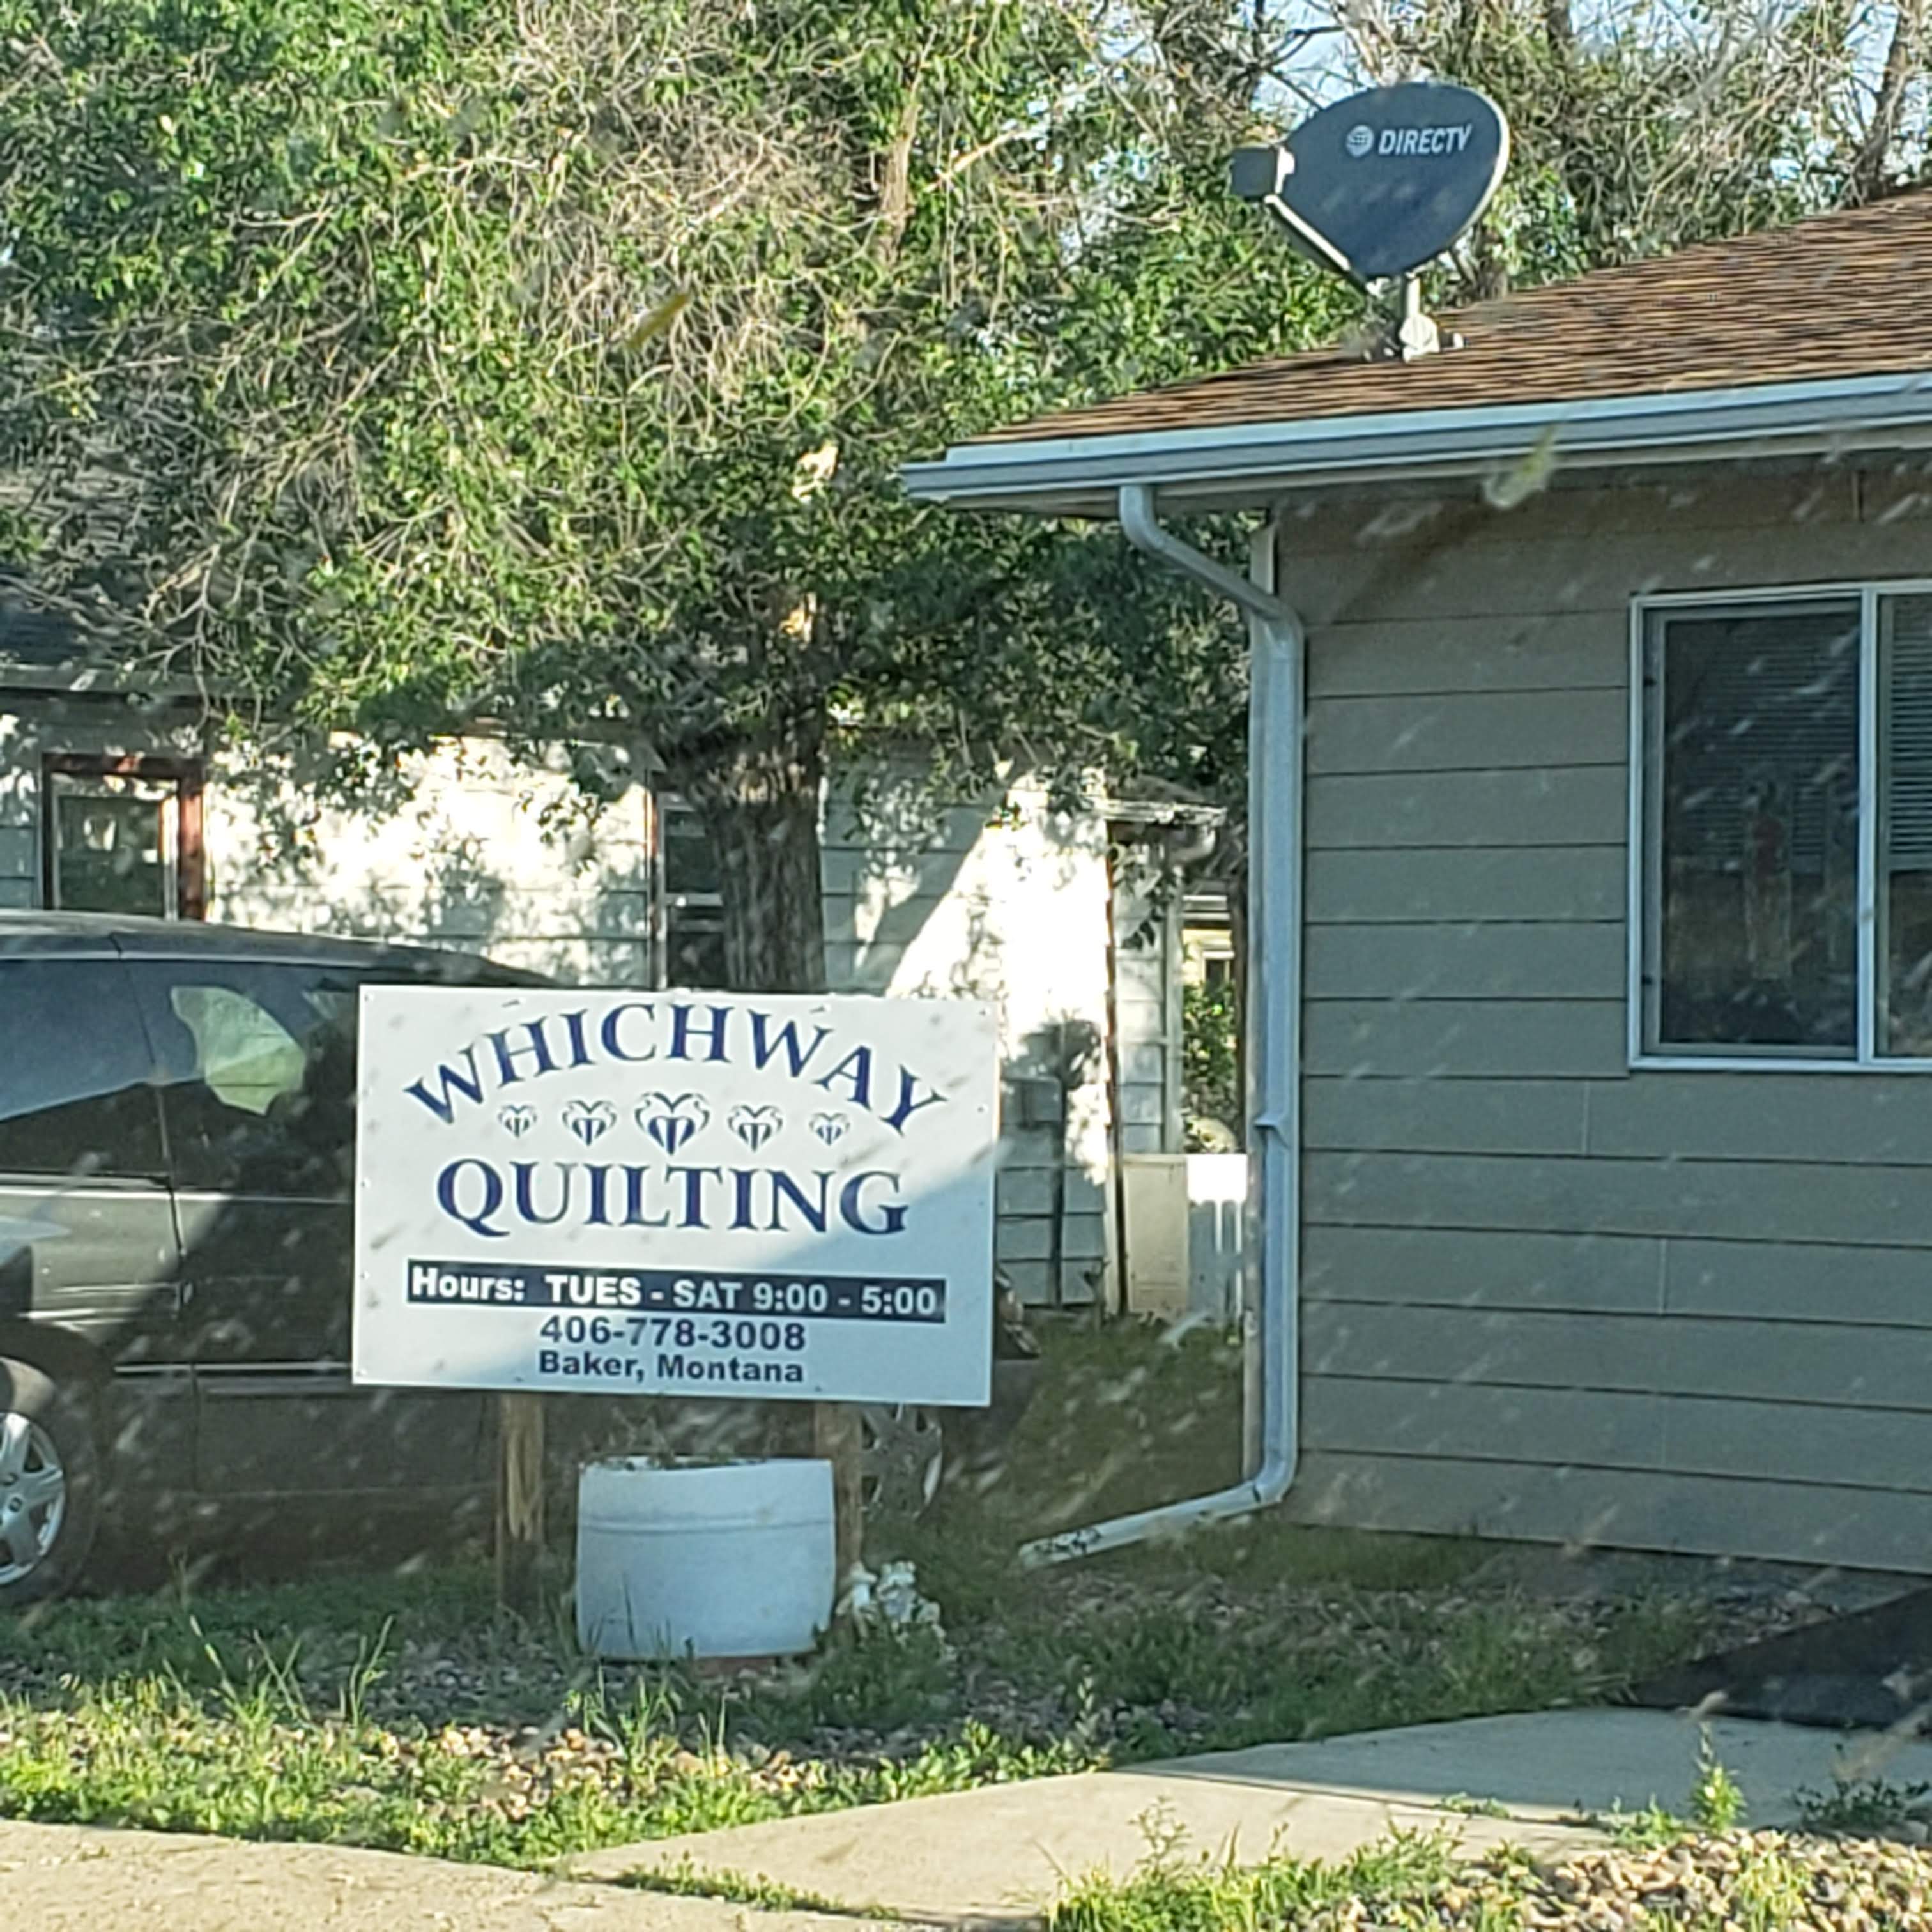 DIRECTV
WHICHWAY
QUILTING
Hours: TUES - SAT 9:00 - 5:00
406-778-3008
Baker, Montana